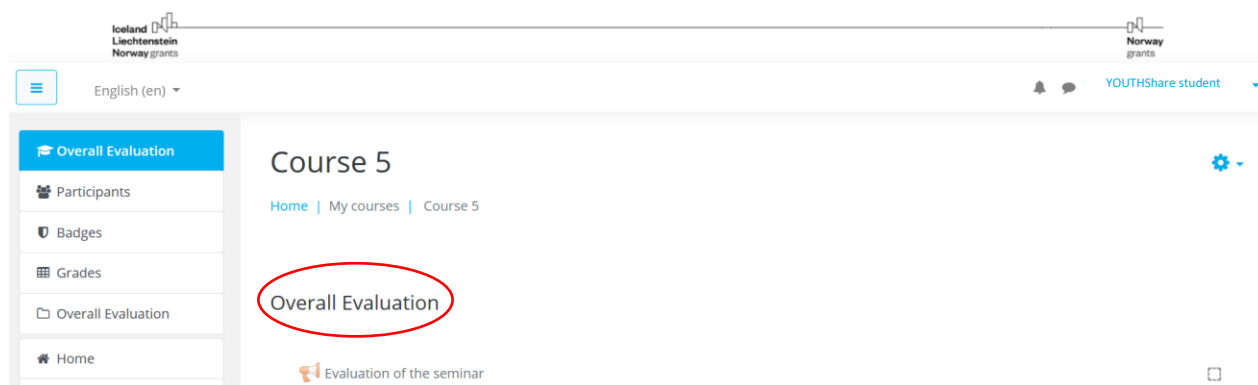 Iceland
Liechtenstein
Norway grants
Norway
grants
English (en)
YOUTHShare student
Overall Evaluation
Participants
Badges
Grades
Overall Evaluation
Home
Course 5
Home | My courses | Course 5
Overall Evaluation
Evaluation of the seminar